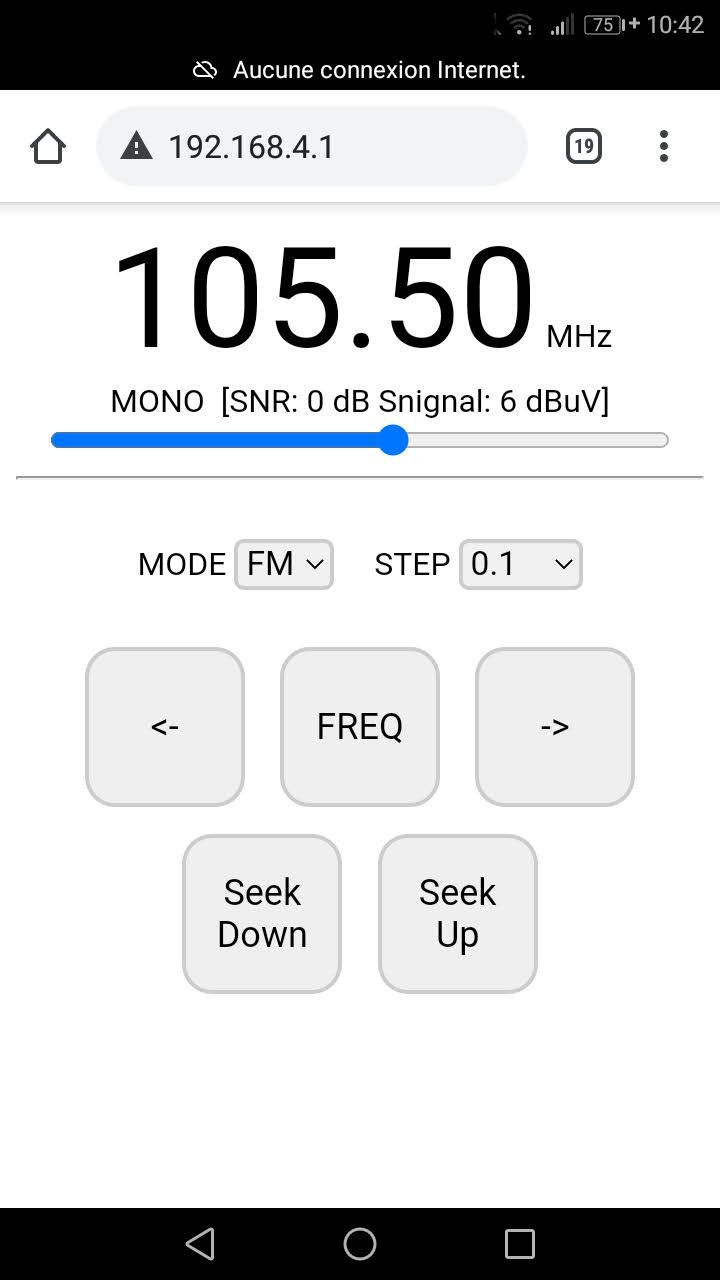 75 10:42
Aucune connexion Internet.
192.168.4.1 19
105.50 MHz
MONO [SNR: 0 dB Snignal: 6 dBuV]
MODE FM STEP 0.1
<- FREQ ->
Seek Down
Seek Up